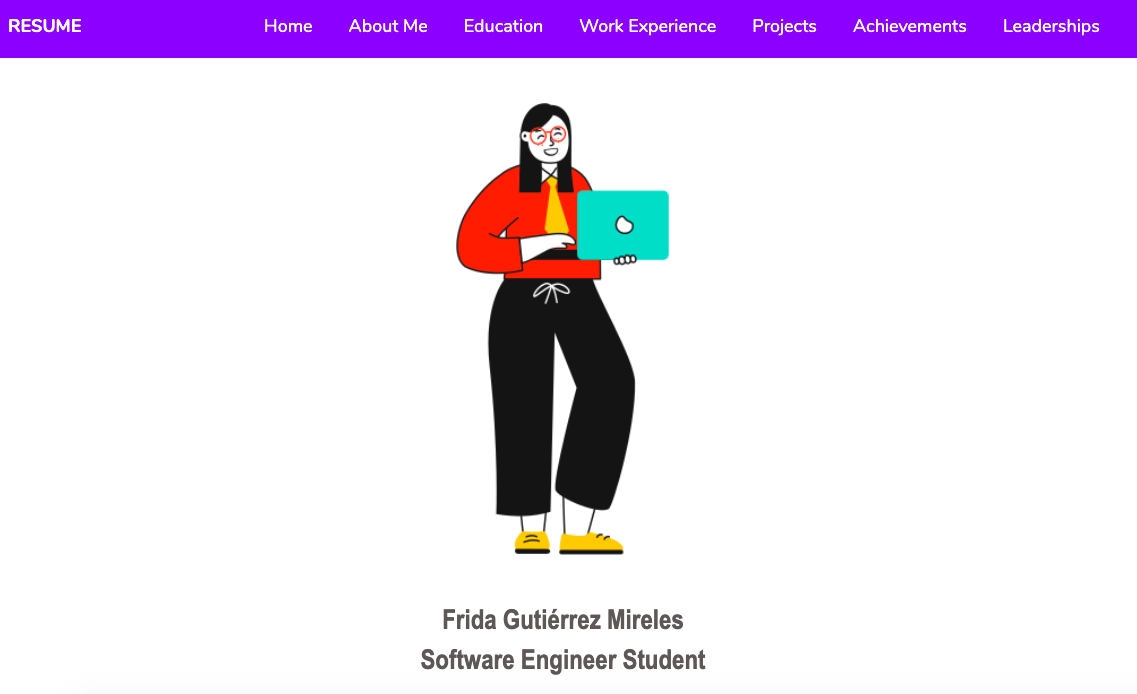 RESUME Home About Me Education Work Experience Projects Achievements Leaderships
Frida Gutiérrez Mireles
Software Engineer Student